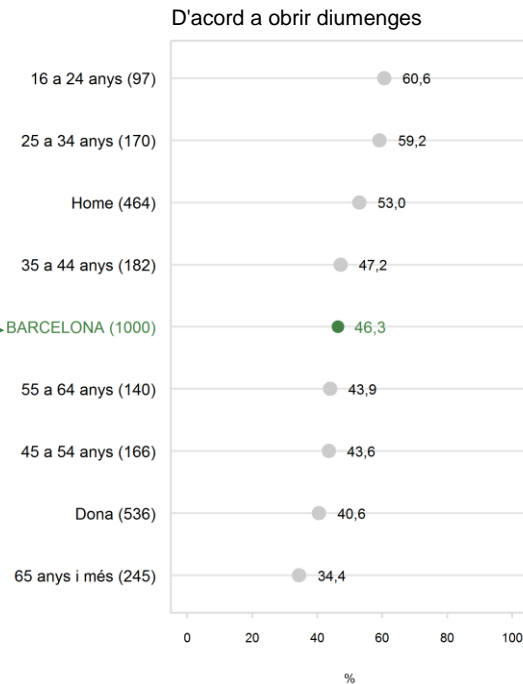 D'acord a obrir diumenges
16 a 24 anys (97) 60,6
25 a 34 anys (170) 59,2
Home (464) 53,0
35 a 44 anys (182) 47,2
BARCELONA (1000) 46,3
55 a 64 anys (140) 43,9
45 a 54 anys (166) 43,6
Dona (536) 40,6
65 anys i més (245) 34,4
0 20 40 60 80 100
%